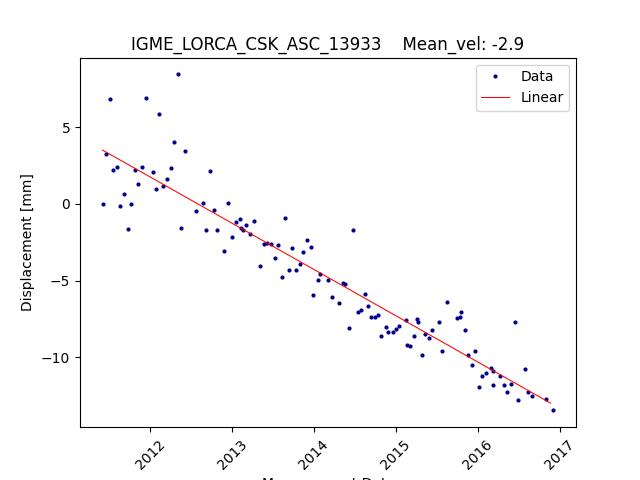 IGME_LORCA_CSK_ASC_13933    Mean_vel: -2.9
Data
Linear
5
0
−5
−10
Displacement [mm]
2012
2013
2014
2015
2016
2017